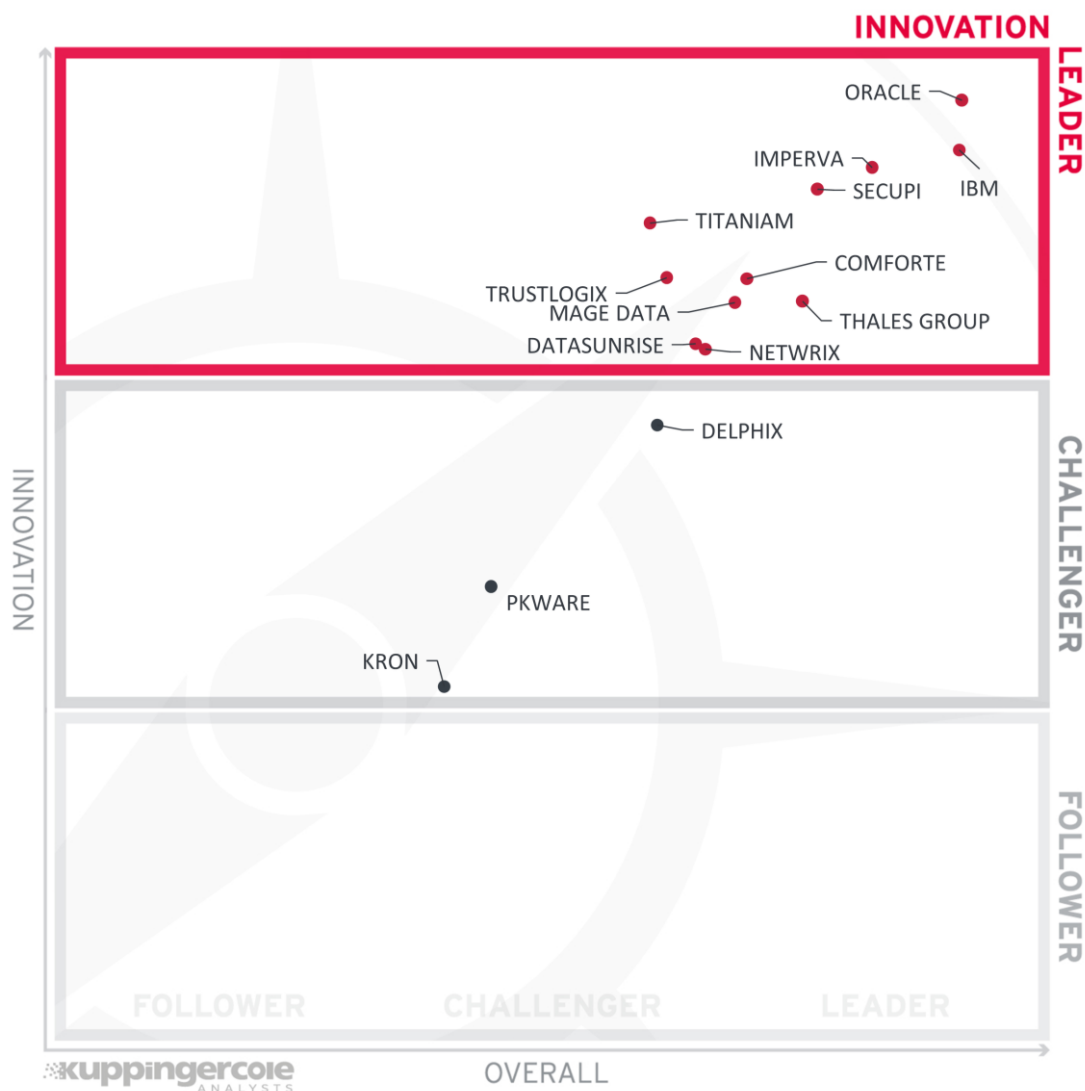 INNOVATION
LEADER
ORACLE
IMPERVA
SECUPI
IBM
TITANIAM
COMFORTE
TRUSTLOGIX
MAGE DATA
THALES GROUP
DATASUNRISE
NETWRIX
DELPHIX
CHALLENGER
INNOVATION
PKWARE
KRON
FOLLOWER
FOLLOWER
CHALLENGER
LEADER
kuppingercole
ANALYSTS
OVERALL